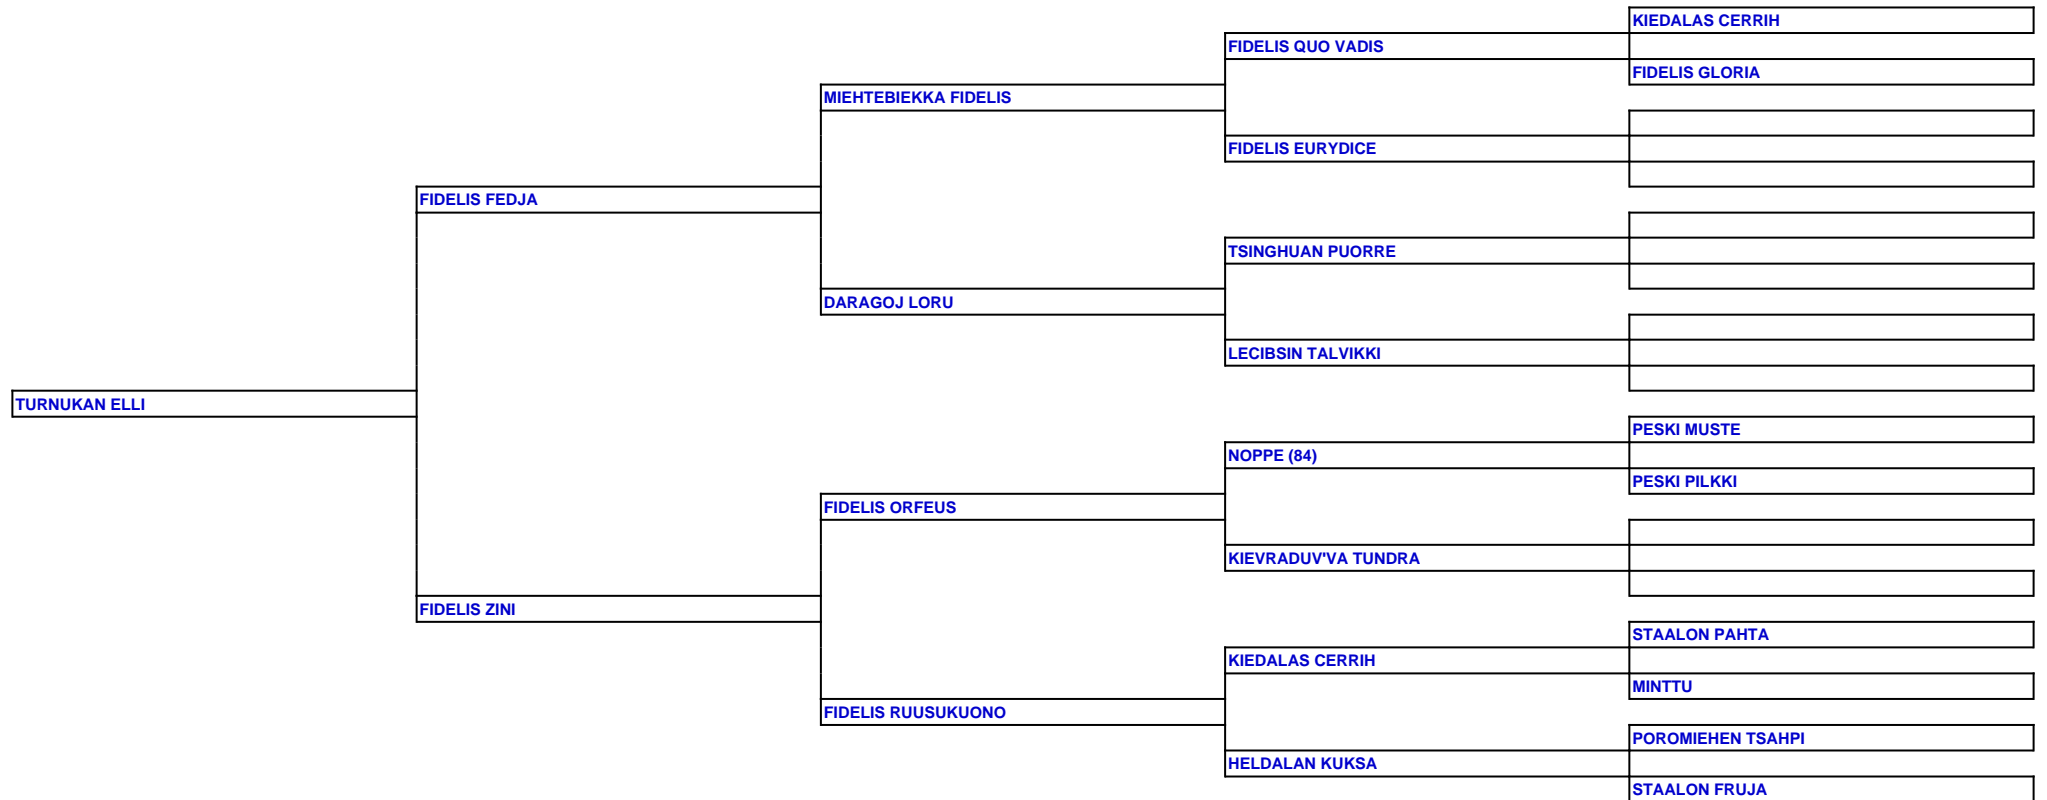 KIEDALAS CERRIH
FIDELIS QUO VADIS
FIDELIS GLORIA
MIEHTEBIEKKA FIDELIS
FIDELIS EURYDICE
FIDELIS FEDJA
TSINGHUAN PUORRE
DARAGOJ LORU
LECIBSIN TALVIKKI
TURNUKAN ELLI
PESKI MUSTE
NOPPE (84)
PESKI PILKKI
FIDELIS ORFEUS
KIEVRADUV'VA TUNDRA
FIDELIS ZINI
STAALON PAHTA
KIEDALAS CERRIH
MINTTU
FIDELIS RUUSUKUONO
POROMIEHEN TSAHPI
HELDALAN KUKSA
STAALON FRUJA